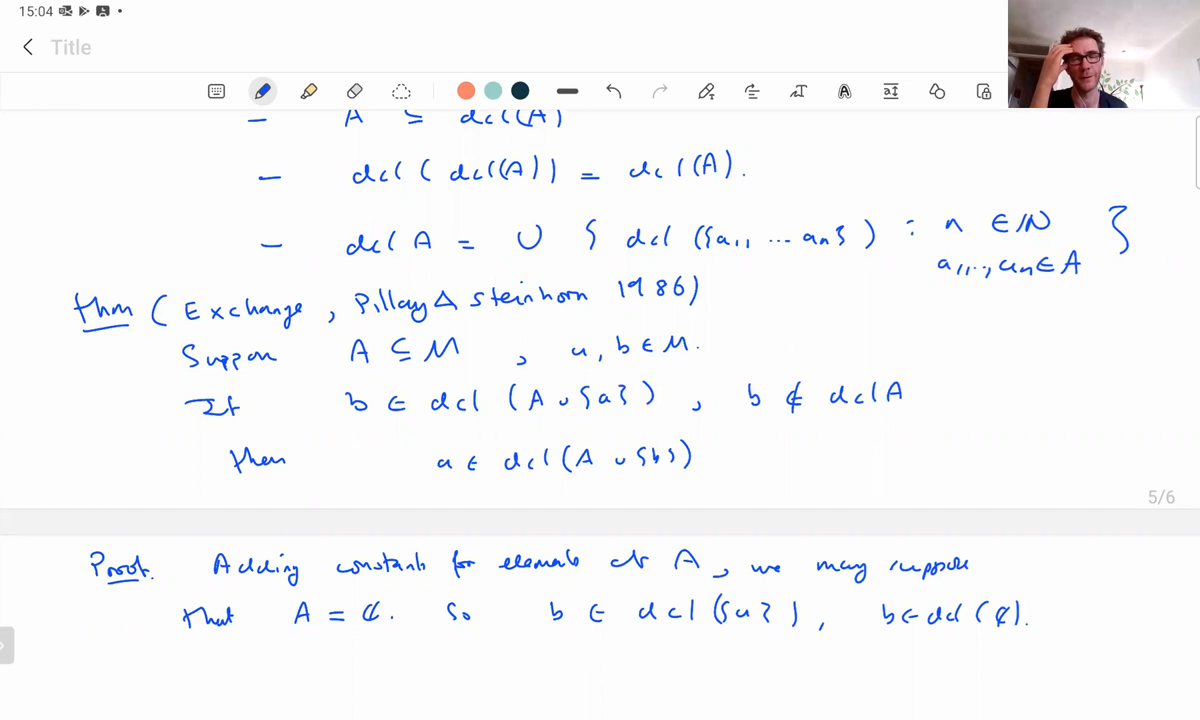 15:04
Title
— A ⊆ dcl(A)
— dcl(dcl(A)) = dcl(A).
— dcl A = ∪ { dcl({a1, ... an}) : n ∈ ℕ
a1, .., an ∈ A }
thm (Exchange, Pillay & Steinhorn 1986)
Suppose A ⊆ M, a, b ∈ M.
If b ∈ dcl(A ∪ {a}), b ∉ dcl A
then a ∈ dcl(A ∪ {b})
5/6
Proof. Adding constants for elements of A, we may suppose
that A = ∅. So b ∈ dcl({a}), b ∈ dcl(∅).